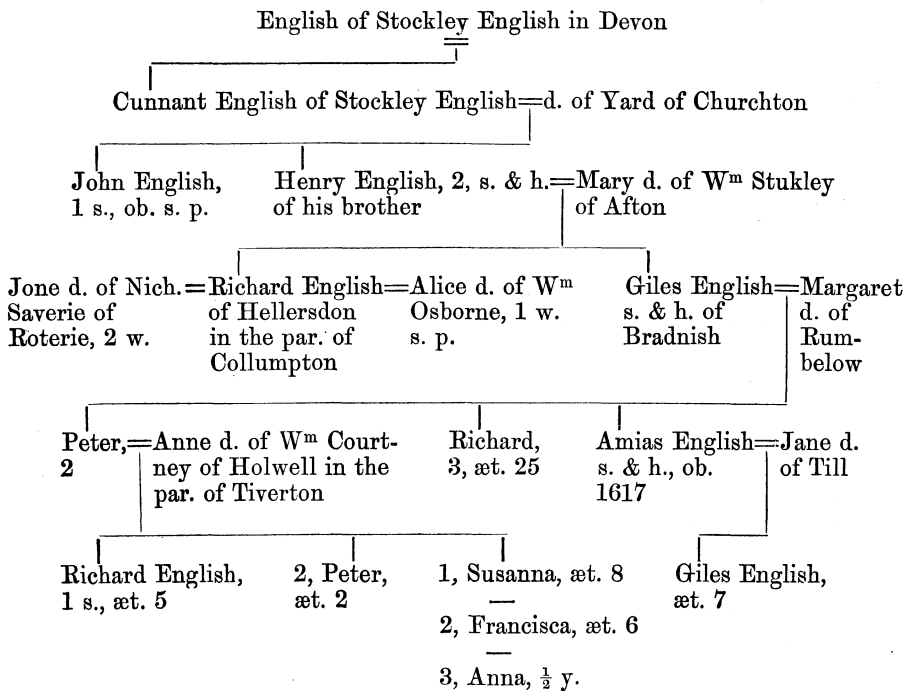 English of Stockley English in Devon
Cunnant English of Stockley English=d. of Yard of Churchton
John English,
1 s., ob. s. p.
Henry English, 2, s. & h.=Mary d. of Wᵐ Stukley
of his brother
of Afton
Jone d. of Nich.=Richard English=Alice d. of Wᵐ
Saverie of
Roterie, 2 w.
of Hellersdon
in the par. of
Collumpton
Osborne, 1 w.
s. p.
Giles English=Margaret
s. & h. of
Bradnish
d. of
Rum-
below
Peter,=Anne d. of Wᵐ Court-
2
ney of Holwell in the
par. of Tiverton
Richard,
3, æt. 25
Amias English=Jane d.
s. & h., ob.
1617
of Till
Richard English,
1 s., æt. 5
2, Peter,
æt. 2
1, Susanna, æt. 8
2, Francisca, æt. 6
3, Anna, ½ y.
Giles English,
æt. 7